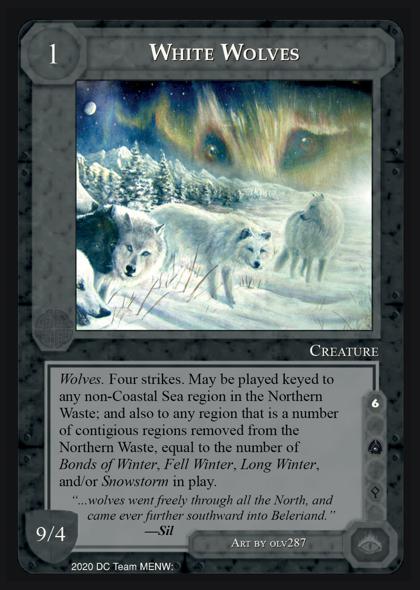 1
WHITE WOLVES
CREATURE
Wolves. Four strikes. May be played keyed to
any non-Coastal Sea region in the Northern
Waste; and also to any region that is a number
of contiguous regions removed from the
Northern Waste, equal to the number of
Bonds of Winter, Fell Winter, Long Winter,
and/or Snowstorm in play.
"...wolves went freely through all the North, and
came ever further southward into Beleriand."
—Sil
6
9/4
ART BY OLV287
2020 DC Team MENW: